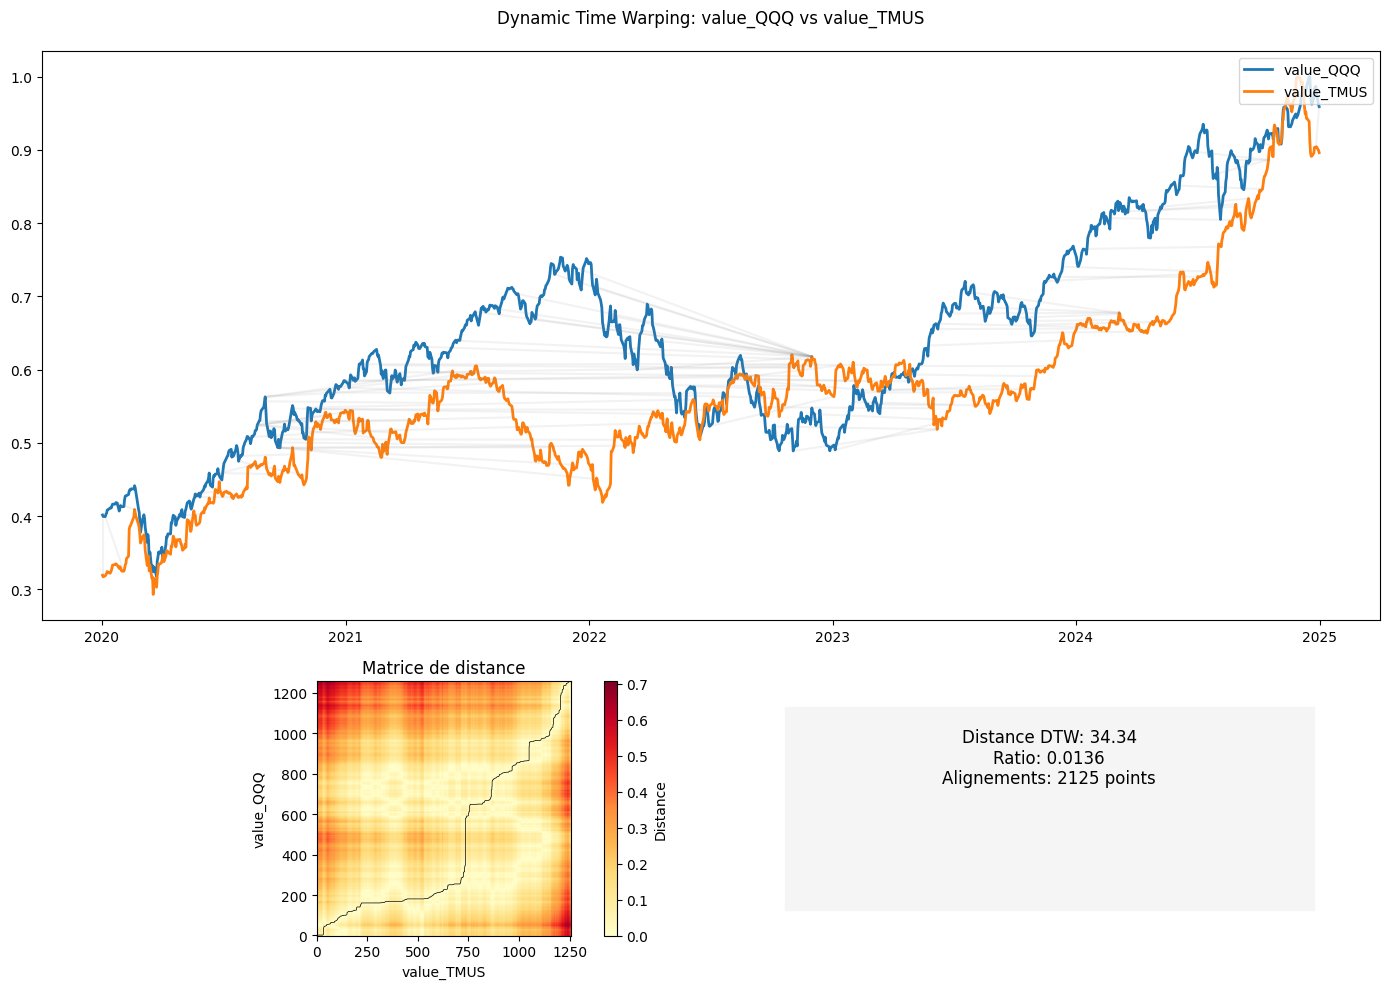 Dynamic Time Warping: value_QQQ vs value_TMUS
value_QQQ
value_TMUS
1.0
0.9
0.8
0.7
0.6
0.5
0.4
0.3
2020 2021 2022 2023 2024 2025
Matrice de distance
1200
1000
800
600
400
200
0
value_QQQ
0 250 500 750 1000 1250
value_TMUS
0.7
0.6
0.5
0.4
0.3
0.2
0.1
0.0
Distance
Distance DTW: 34.34
Ratio: 0.0136
Alignements: 2125 points